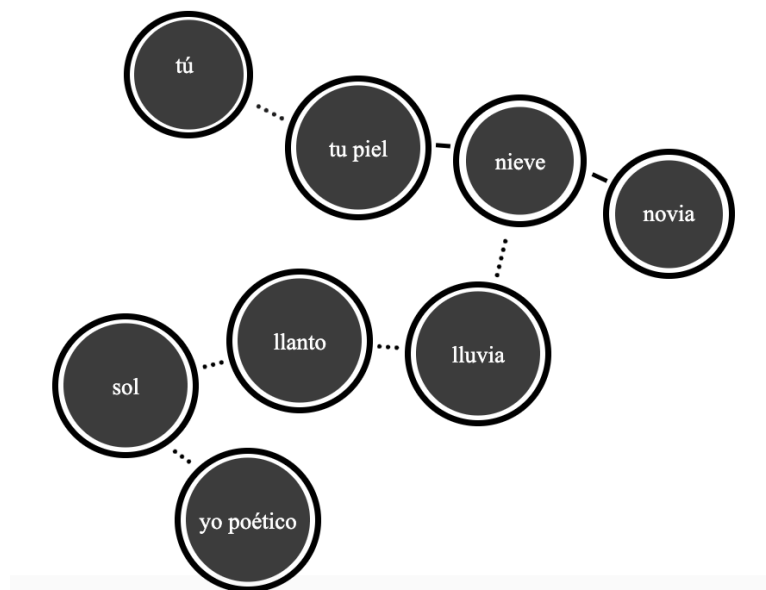 tú
tu piel
nieve
novia
llanto
lluvia
sol
yo poético